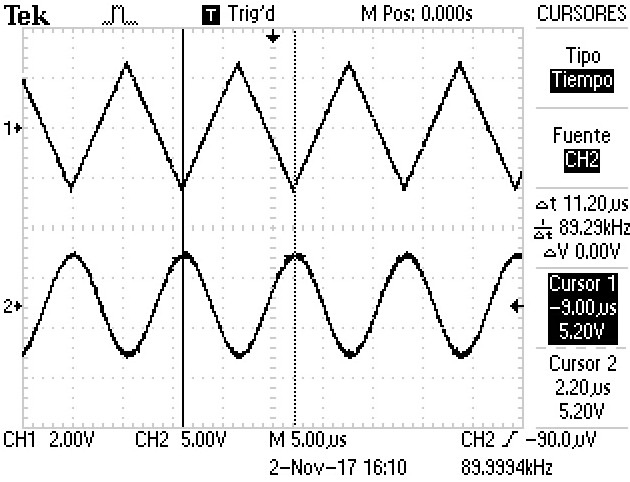 Tek T Trig'd M Pos: 0.000s CURSORES
Tipo
Tiempo
1
Fuente
CH2
△t 11.20µs
1/△t 89.29kHz
△V 0.00V
2
Cursor 1
-9.00µs
5.20V
Cursor 2
2.20µs
5.20V
CH1 2.00V CH2 5.00V M 5.00µs CH2 -90.0µV
2-Nov-17 16:10 89.9994kHz